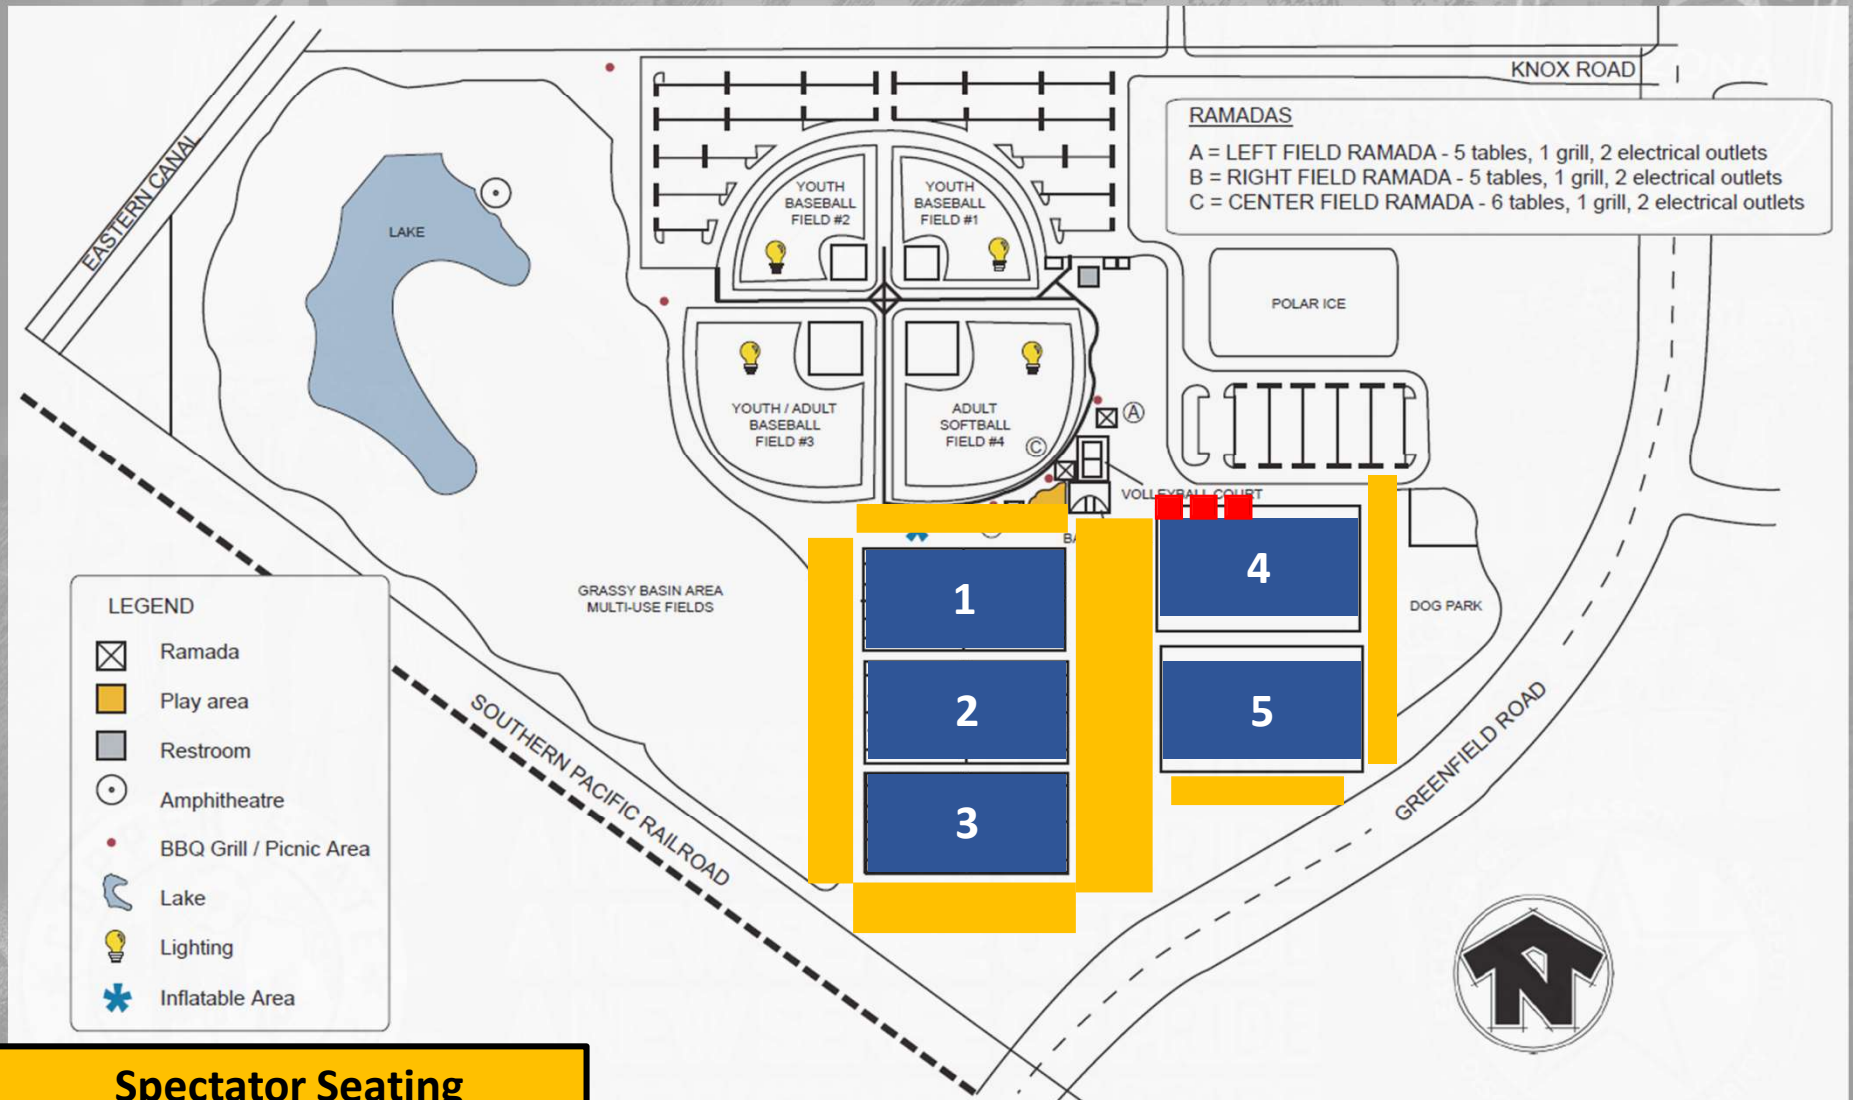 KNOX ROAD
RAMADAS
A = LEFT FIELD RAMADA - 5 tables, 1 grill, 2 electrical outlets
B = RIGHT FIELD RAMADA - 5 tables, 1 grill, 2 electrical outlets
C = CENTER FIELD RAMADA - 6 tables, 1 grill, 2 electrical outlets
EASTERN CANAL
LAKE
YOUTH
BASEBALL
FIELD #2
YOUTH
BASEBALL
FIELD #1
POLAR ICE
YOUTH / ADULT
BASEBALL
FIELD #3
ADULT
SOFTBALL
FIELD #4
A
C
VOLLEYBALL COURT
BA
GRASSY BASIN AREA
MULTI-USE FIELDS
1
2
3
4
5
DOG PARK
GREENFIELD ROAD
SOUTHERN PACIFIC RAILROAD
LEGEND
Ramada
Play area
Restroom
Amphitheatre
BBQ Grill / Picnic Area
Lake
Lighting
Inflatable Area
N
Spectator Seating